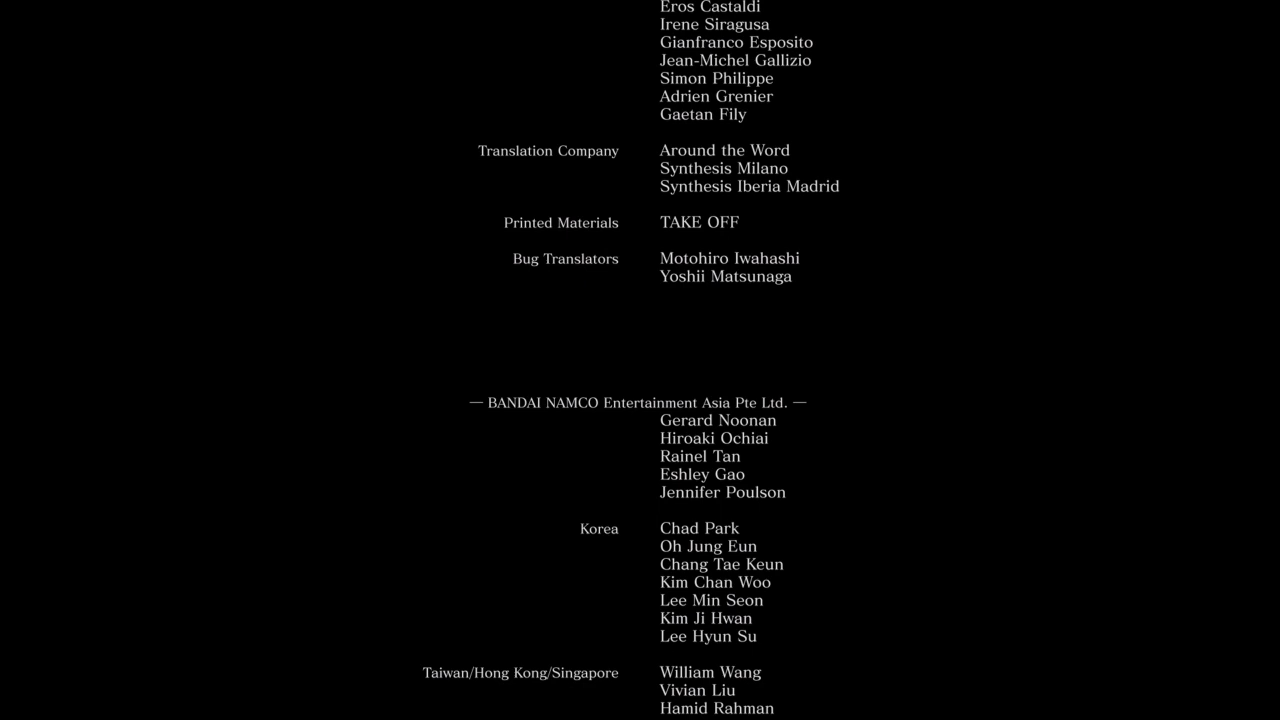 Eros Castaldi
Irene Siragusa
Gianfranco Esposito
Jean-Michel Gallizio
Simon Philippe
Adrien Grenier
Gaetan Fily
Translation Company Around the Word
Synthesis Milano
Synthesis Iberia Madrid
Printed Materials TAKE OFF
Bug Translators Motohiro Iwahashi
Yoshii Matsunaga
— BANDAI NAMCO Entertainment Asia Pte Ltd. —
Gerard Noonan
Hiroaki Ochiai
Rainel Tan
Eshley Gao
Jennifer Poulson
Korea Chad Park
Oh Jung Eun
Chang Tae Keun
Kim Chan Woo
Lee Min Seon
Kim Ji Hwan
Lee Hyun Su
Taiwan/Hong Kong/Singapore William Wang
Vivian Liu
Hamid Rahman